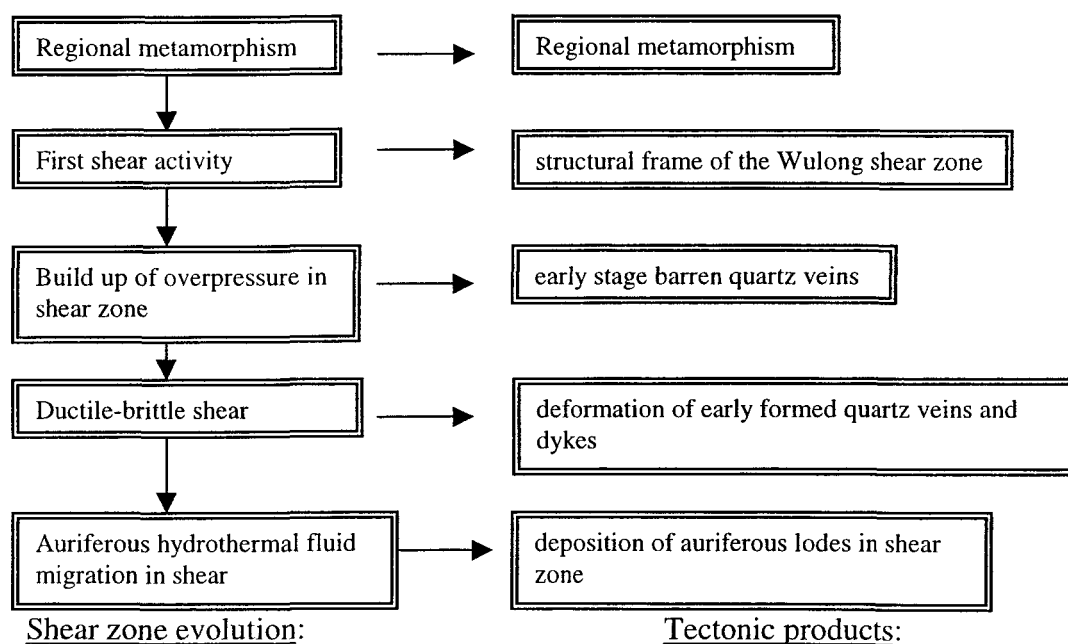 Regional metamorphism
Regional metamorphism
First shear activity
structural frame of the Wulong shear zone
Build up of overpressure in
shear zone
early stage barren quartz veins
Ductile-brittle shear
deformation of early formed quartz veins and
dykes
Auriferous hydrothermal fluid
migration in shear
deposition of auriferous lodes in shear
zone
Shear zone evolution:
Tectonic products: